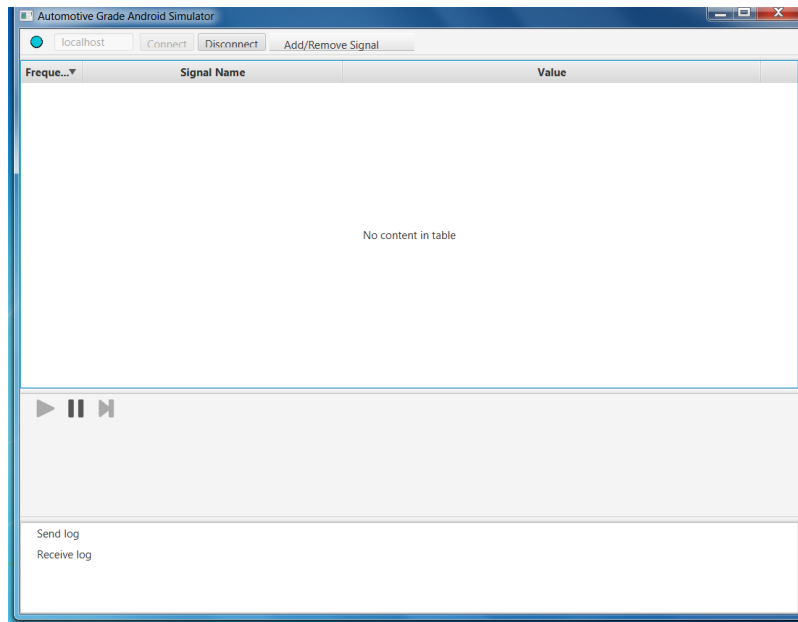 Automotive Grade Android Simulator
localhost Connect Disconnect Add/Remove Signal
Freque... Signal Name Value
No content in table
Send log
Receive log